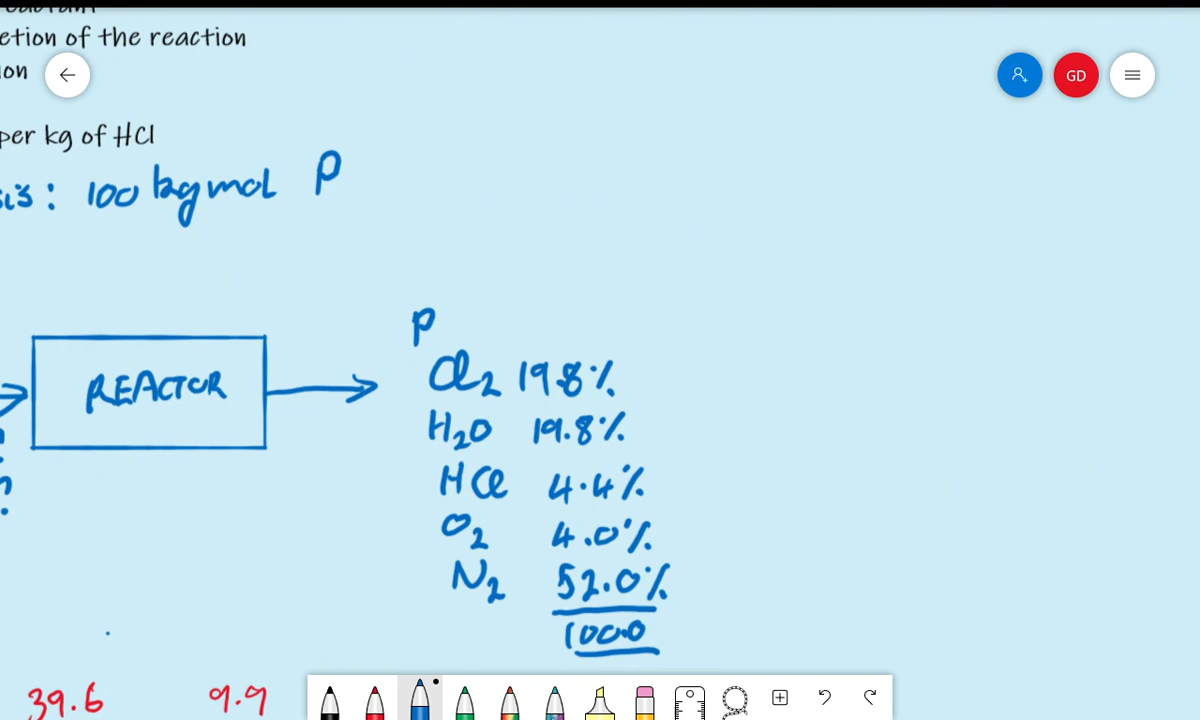 etion of the reaction
GD
per kg of HCl
: 100 kgmol P
P
REACTOR
Cl2 19.8%
H2O 19.8%
HCl 4.4%
O2 4.0%
N2 52.0%
100.0
39.6 9.9